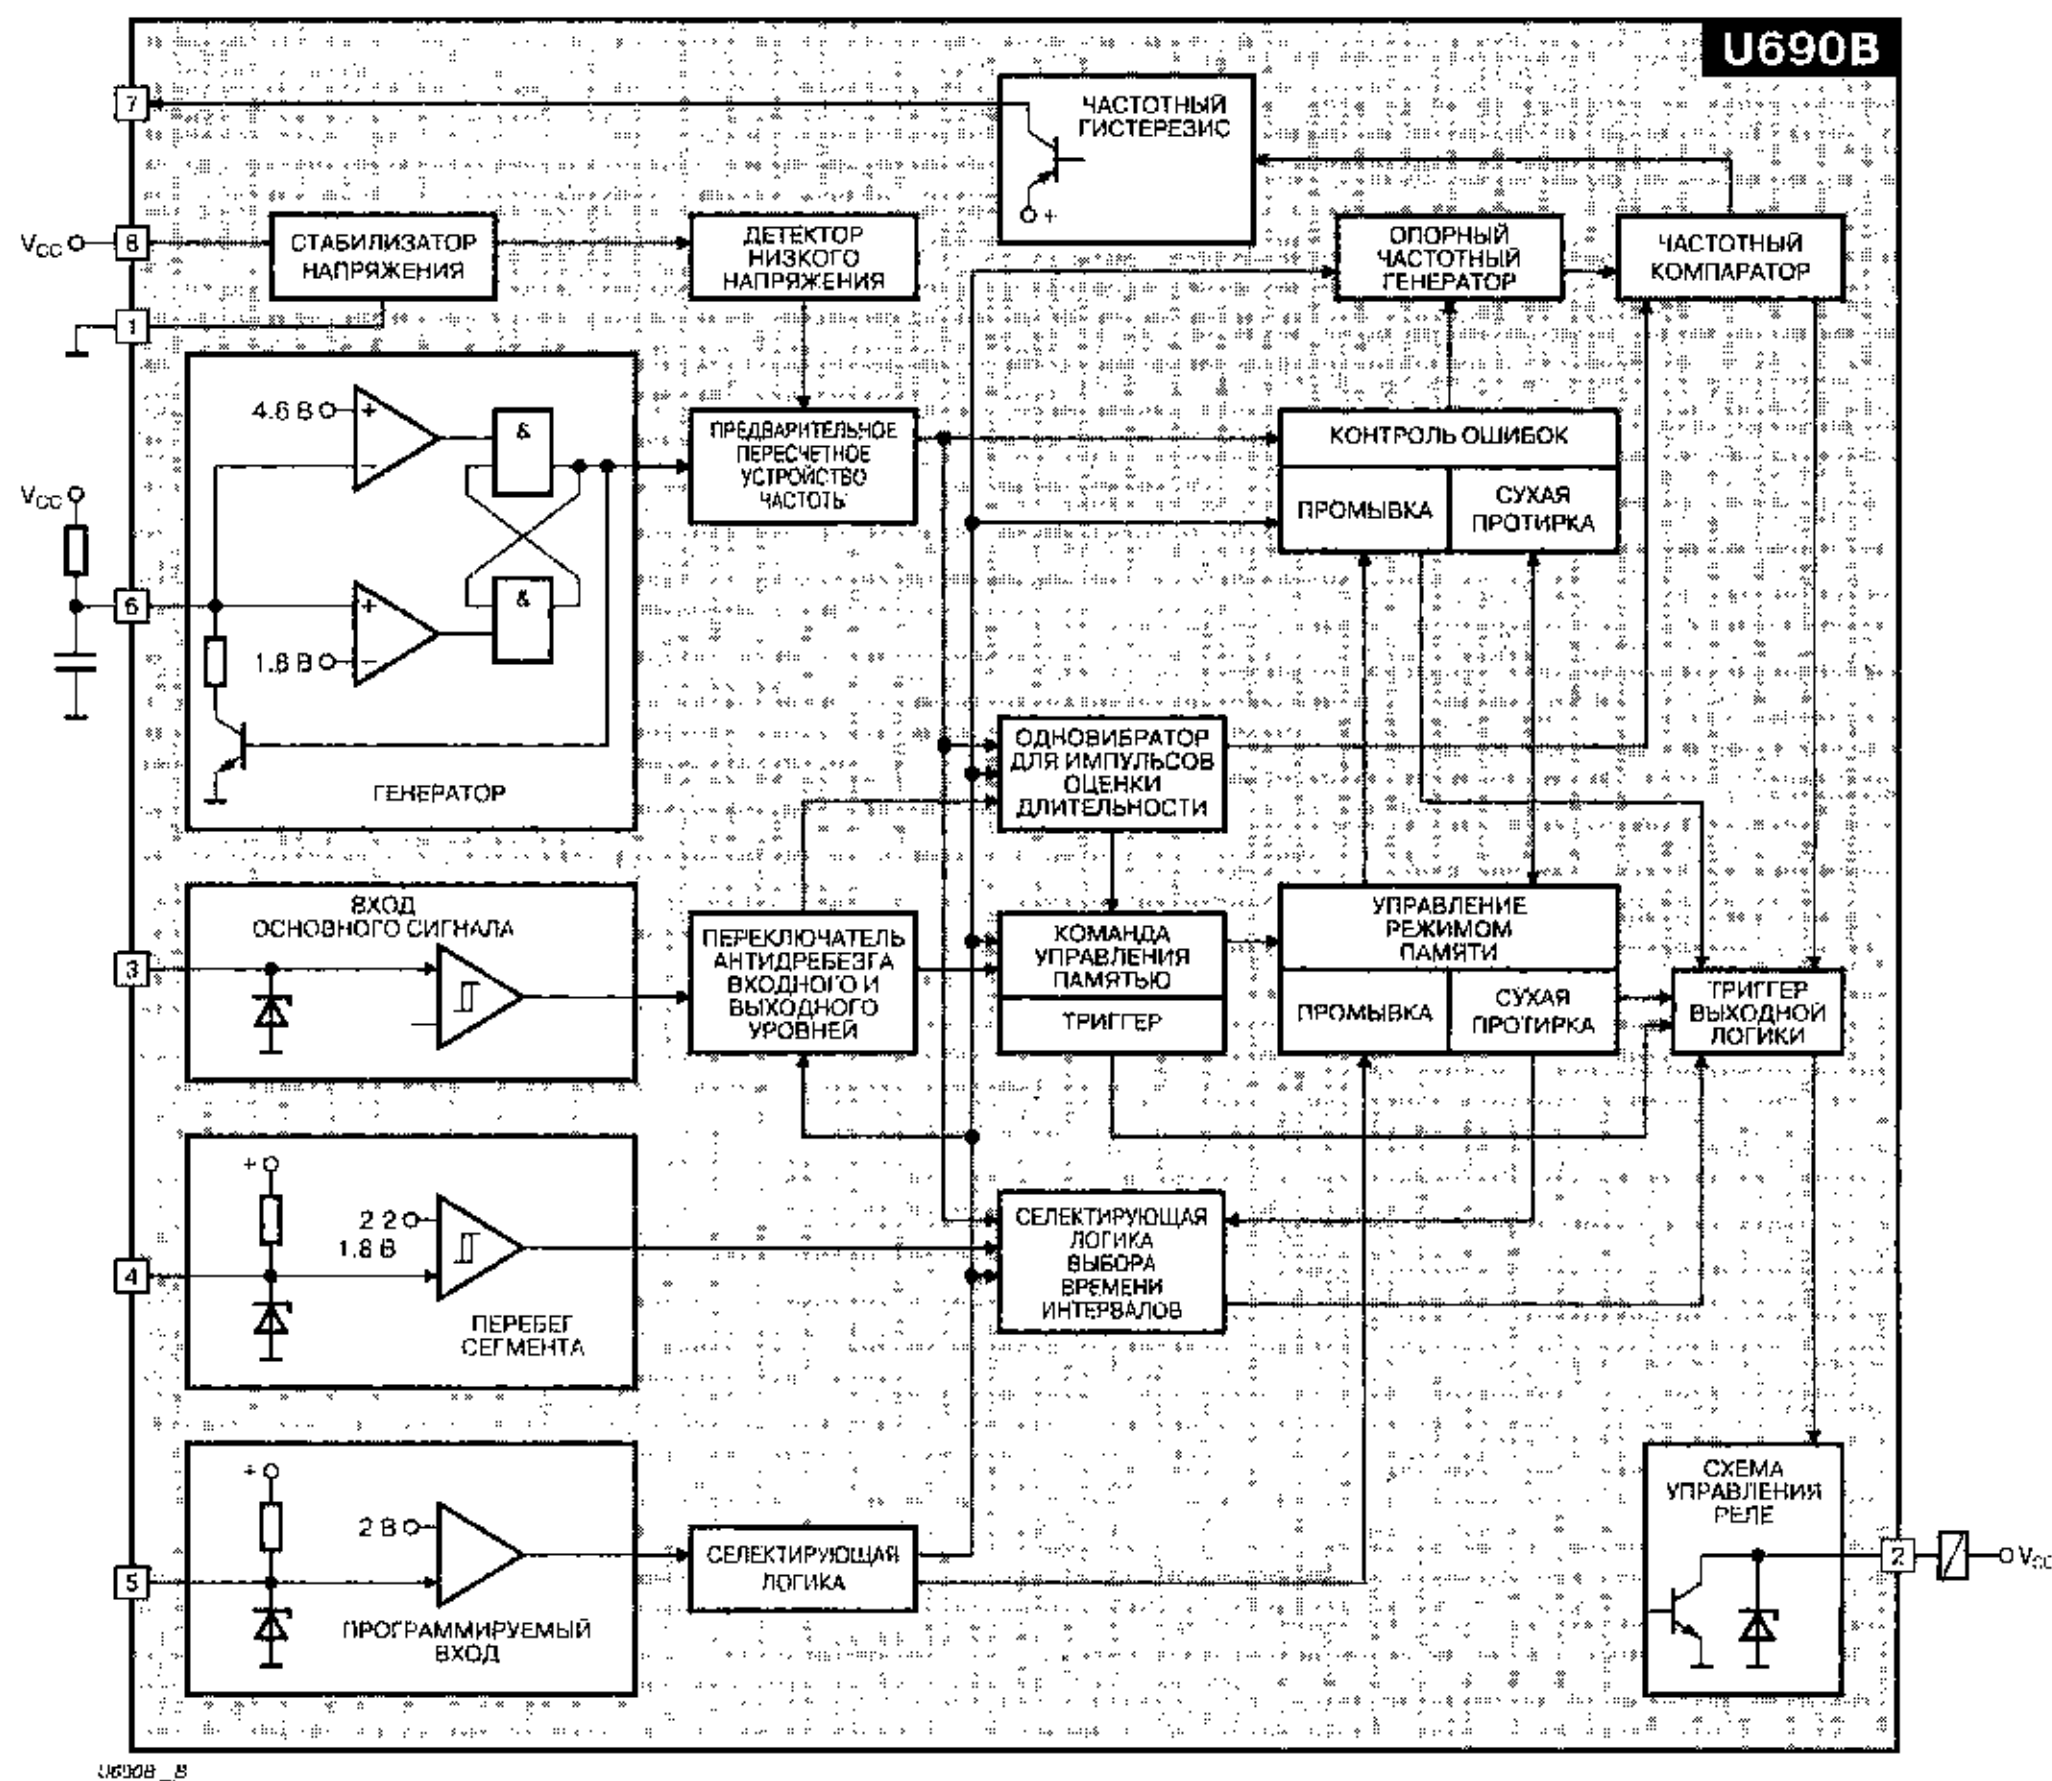 U690B
7
ЧАСТОТНЫЙ
ГИСТЕРЕЗИС
+
VCC
8
СТАБИЛИЗАТОР
НАПРЯЖЕНИЯ
ДЕТЕКТОР
НИЗКОГО
НАПРЯЖЕНИЯ
ОПОРНЫЙ
ЧАСТОТНЫЙ
ГЕНЕРАТОР
ЧАСТОТНЫЙ
КОМПАРАТОР
1
4.6 В
+
−
&
ПРЕДВАРИТЕЛЬНОЕ
ПЕРЕСЧЕТНОЕ
УСТРОЙСТВО
ЧАСТОТЫ
КОНТРОЛЬ ОШИБОК
ПРОМЫВКА
СУХАЯ
ПРОТИРКА
VCC
6
+
−
1.8 В
&
ГЕНЕРАТОР
ОДНОВИБРАТОР
ДЛЯ ИМПУЛЬСОВ
ОЦЕНКИ
ДЛИТЕЛЬНОСТИ
ВХОД
ОСНОВНОГО СИГНАЛА
3
ПЕРЕКЛЮЧАТЕЛЬ
АНТИДРЕБЕЗГА
ВХОДНОГО И
ВЫХОДНОГО
УРОВНЕЙ
КОМАНДА
УПРАВЛЕНИЯ
ПАМЯТЬЮ
ТРИГГЕР
УПРАВЛЕНИЕ
РЕЖИМОМ
ПАМЯТИ
ПРОМЫВКА
СУХАЯ
ПРОТИРКА
ТРИГГЕР
ВЫХОДНОЙ
ЛОГИКИ
+
2 2
1.8 В
4
ПЕРЕБЕГ
СЕГМЕНТА
СЕЛЕКТИРУЮЩАЯ
ЛОГИКА
ВЫБОРА
ВРЕМЕНИ
ИНТЕРВАЛОВ
+
2 В
5
ПРОГРАММИРУЕМЫЙ
ВХОД
СЕЛЕКТИРУЮЩАЯ
ЛОГИКА
СХЕМА
УПРАВЛЕНИЯ
РЕЛЕ
2
VCC
U690B_B